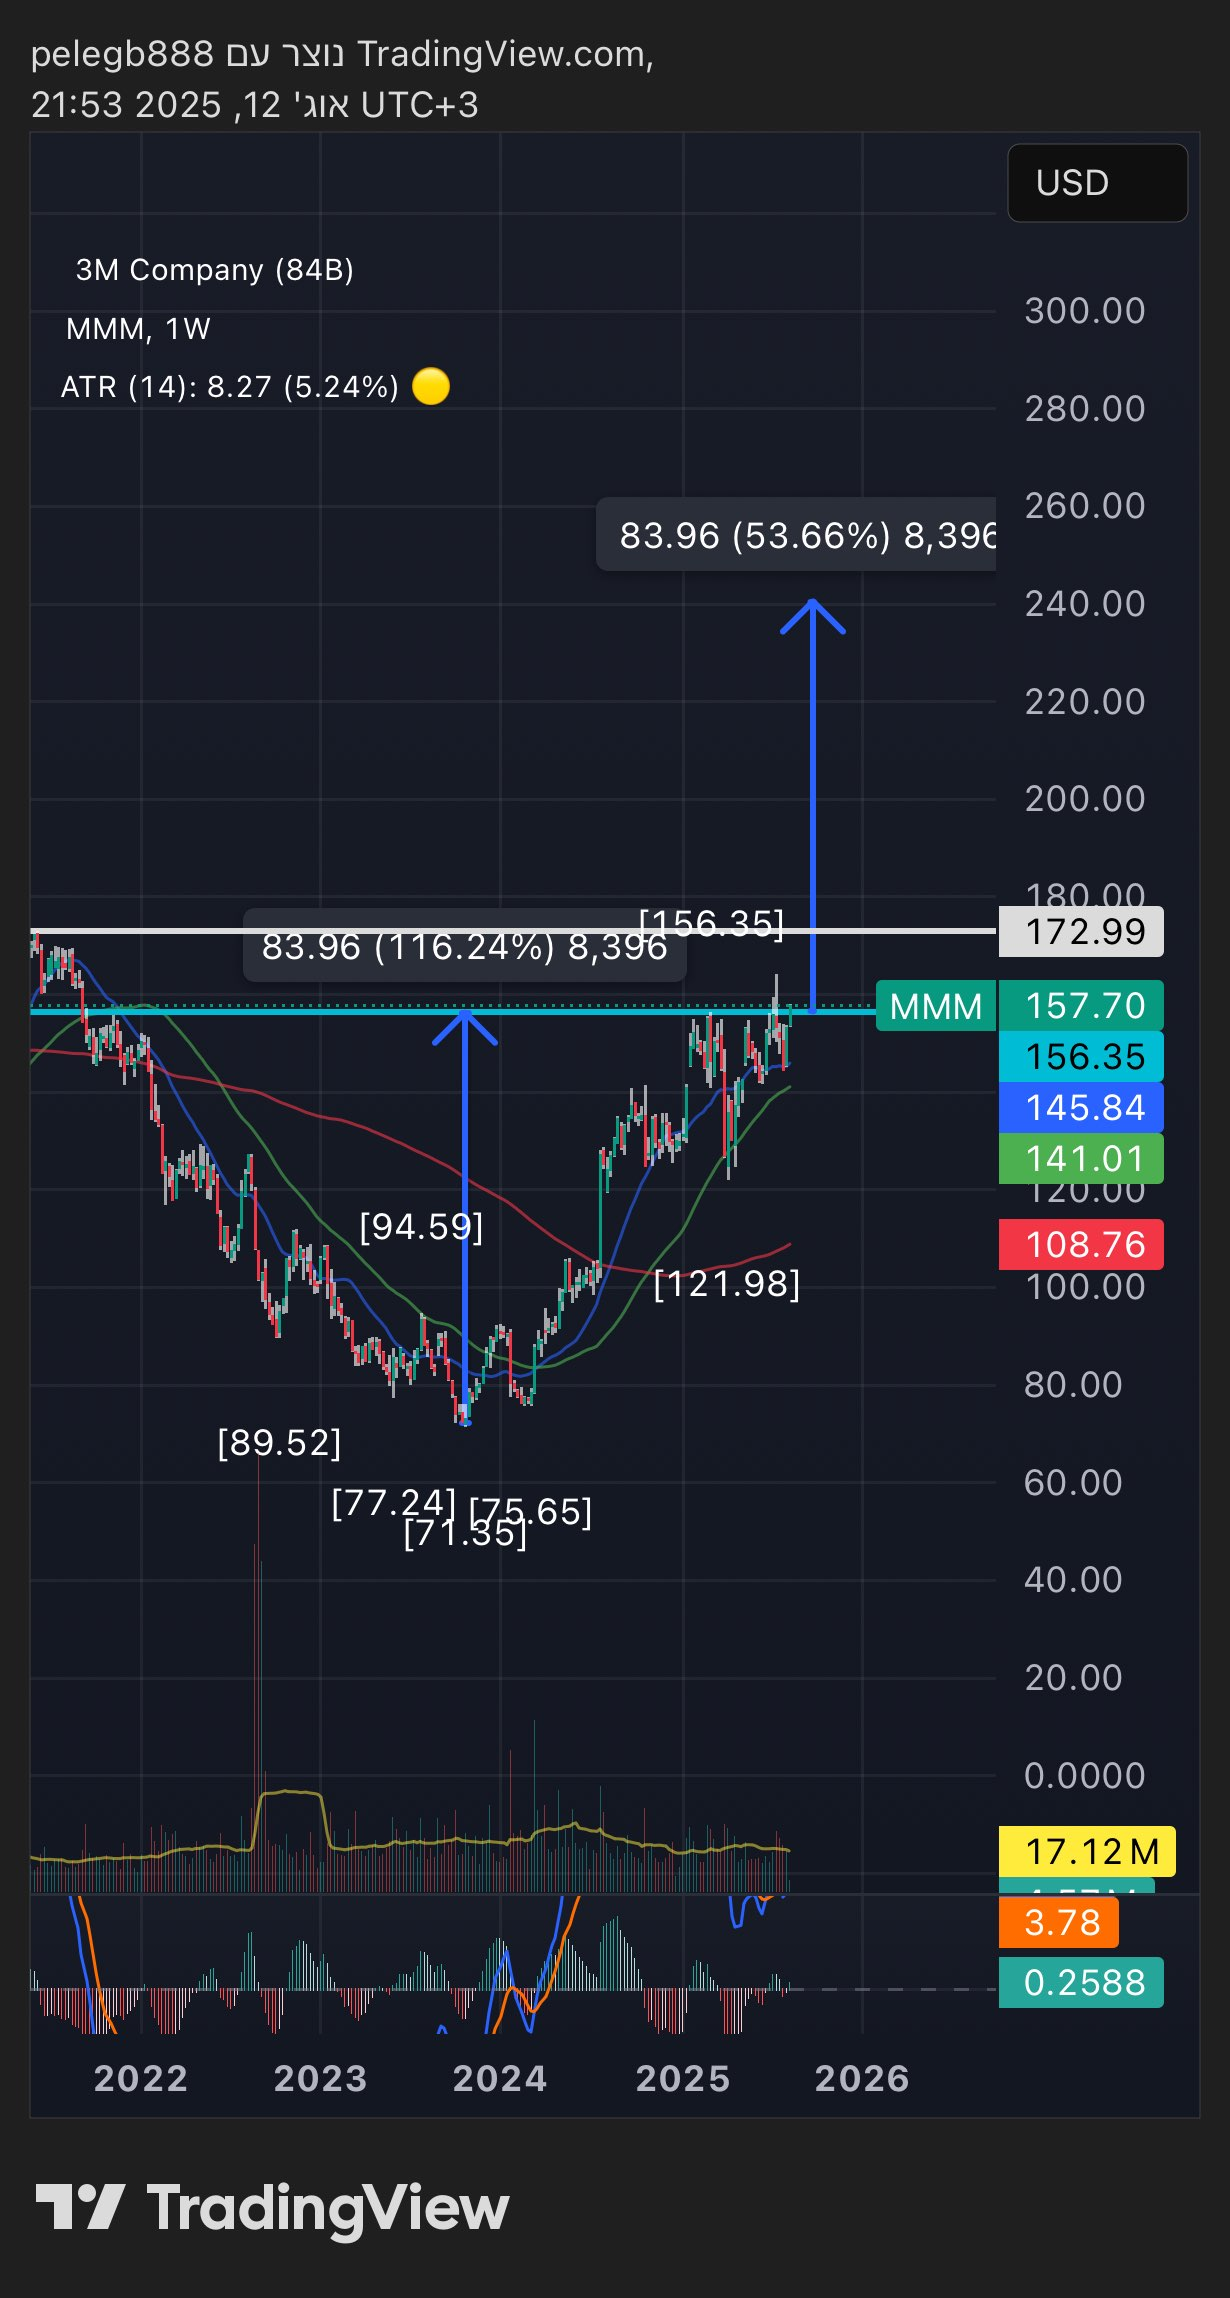 pelegb888 נוצר עם TradingView.com,
אוג' 12, 2025 21:53 UTC+3
USD
3M Company (84B)
MMM, 1W
ATR (14): 8.27 (5.24%) 🟡
300.00
280.00
260.00
83.96 (53.66%) 8,396
240.00
220.00
200.00
180.00
[156.35]
172.99
83.96 (116.24%) 8,396
MMM 157.70
156.35
145.84
141.01
120.00
[94.59]
108.76
[121.98]
100.00
80.00
[89.52]
60.00
[77.24] [75.65]
[71.35]
40.00
20.00
0.0000
17.12 M
3.78
0.2588
2022 2023 2024 2025 2026
TradingView